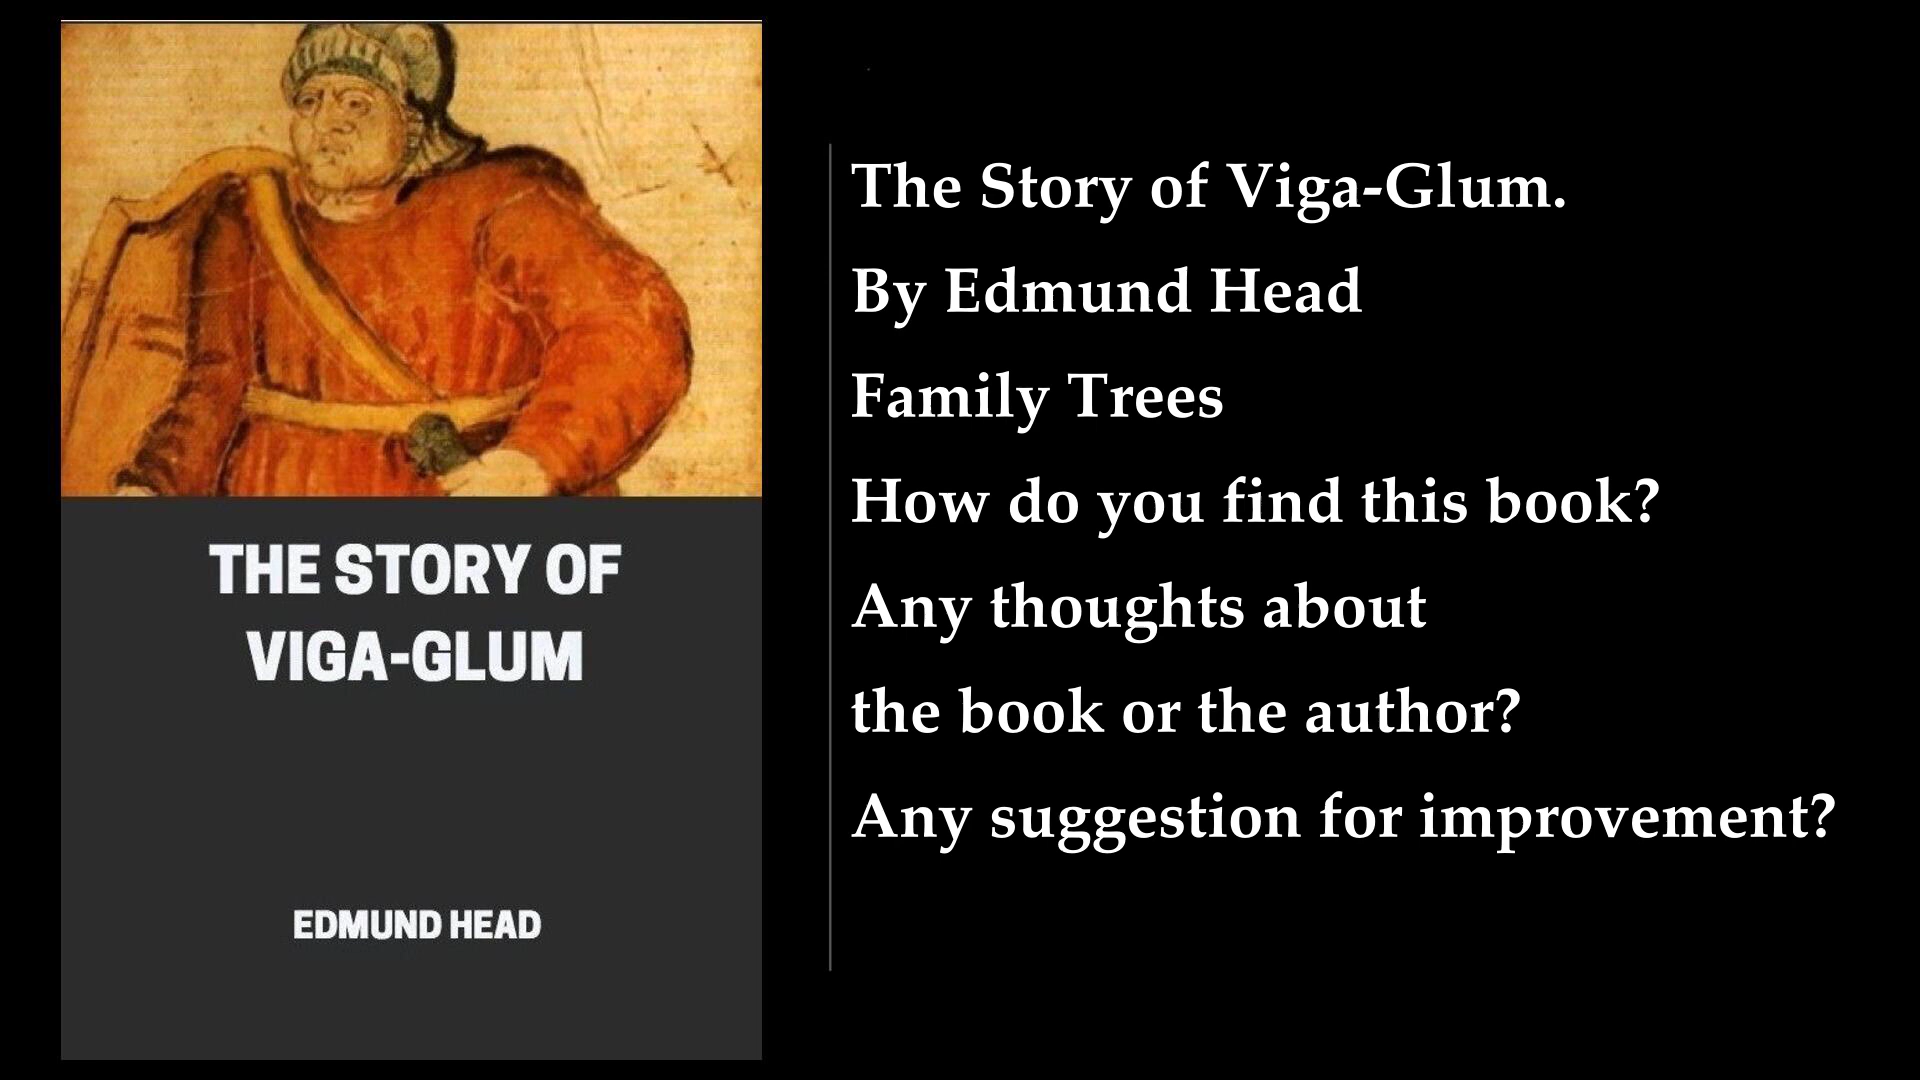 THE STORY OF
VIGA-GLUM
EDMUND HEAD
The Story of Viga-Glum.
By Edmund Head
Family Trees
How do you find this book?
Any thoughts about
the book or the author?
Any suggestion for improvement?